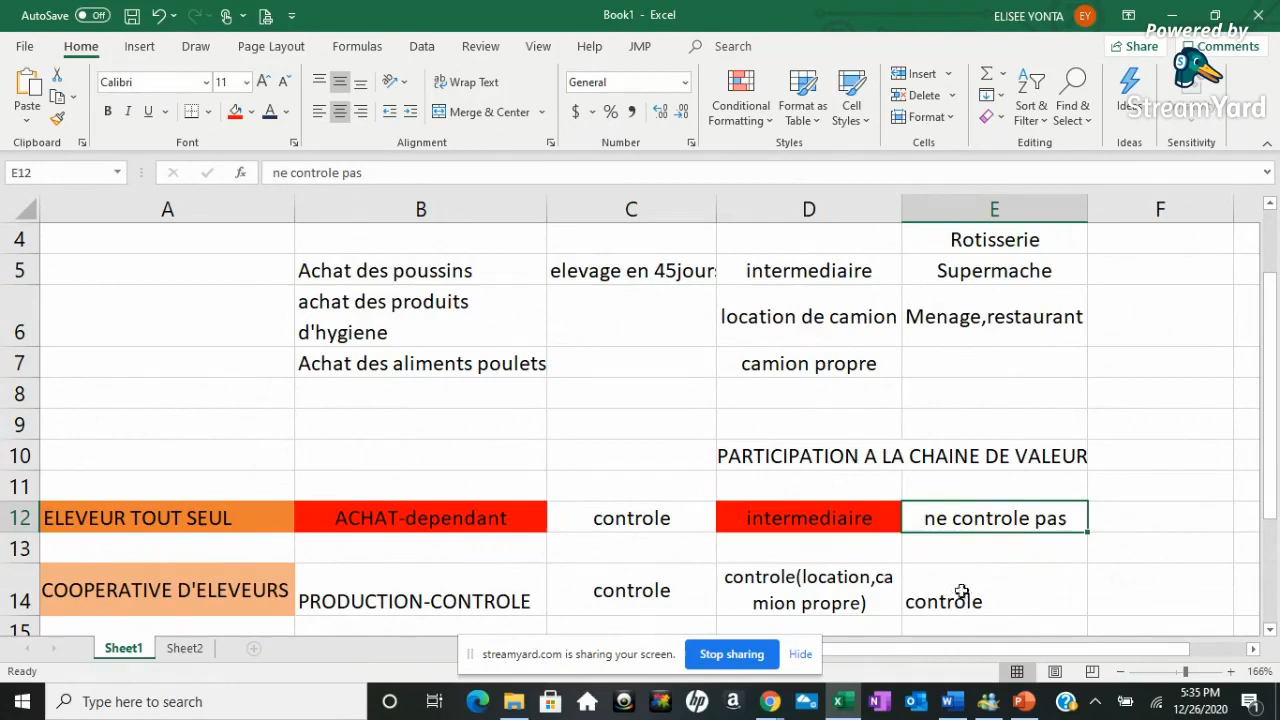 AutoSave Off Book1 - Excel ELISEE YONTA EY
Powered by
StreamYard
File Home Insert Draw Page Layout Formulas Data Review View Help JMP Search Share Comments
Paste Calibri 11 Wrap Text General Conditional Formatting Format as Table Cell Styles Insert Sort & Filter Find & Select Ideas
B I U Merge & Center $ % Delete
Format
Clipboard Font Alignment Number Styles Cells Editing Ideas Sensitivity
E12 fx ne controle pas
A B C D E F
4 Rotisserie
5 Achat des poussins elevage en 45jour intermediaire Supermache
6 achat des produits d'hygiene location de camion Menage,restaurant
7 Achat des aliments poulets camion propre
8
9
10 PARTICIPATION A LA CHAINE DE VALEUR
11
12 ELEVEUR TOUT SEUL ACHAT-dependant controle intermediaire ne controle pas
13
14 COOPERATIVE D'ELEVEURS PRODUCTION-CONTROLE controle controle(location,ca
mion propre) controle
15
Sheet1 Sheet2
streamyard.com is sharing your screen. Stop sharing Hide
Ready 166%
Type here to search
5:35 PM
12/26/2020